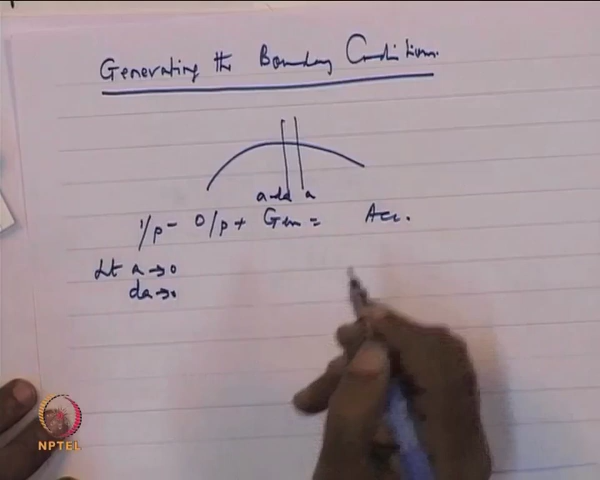 Generating the Boundary Conditions.
a-da a
I/p - O/p + Gen = Acc.
Lt a→0
da→0
NPTEL